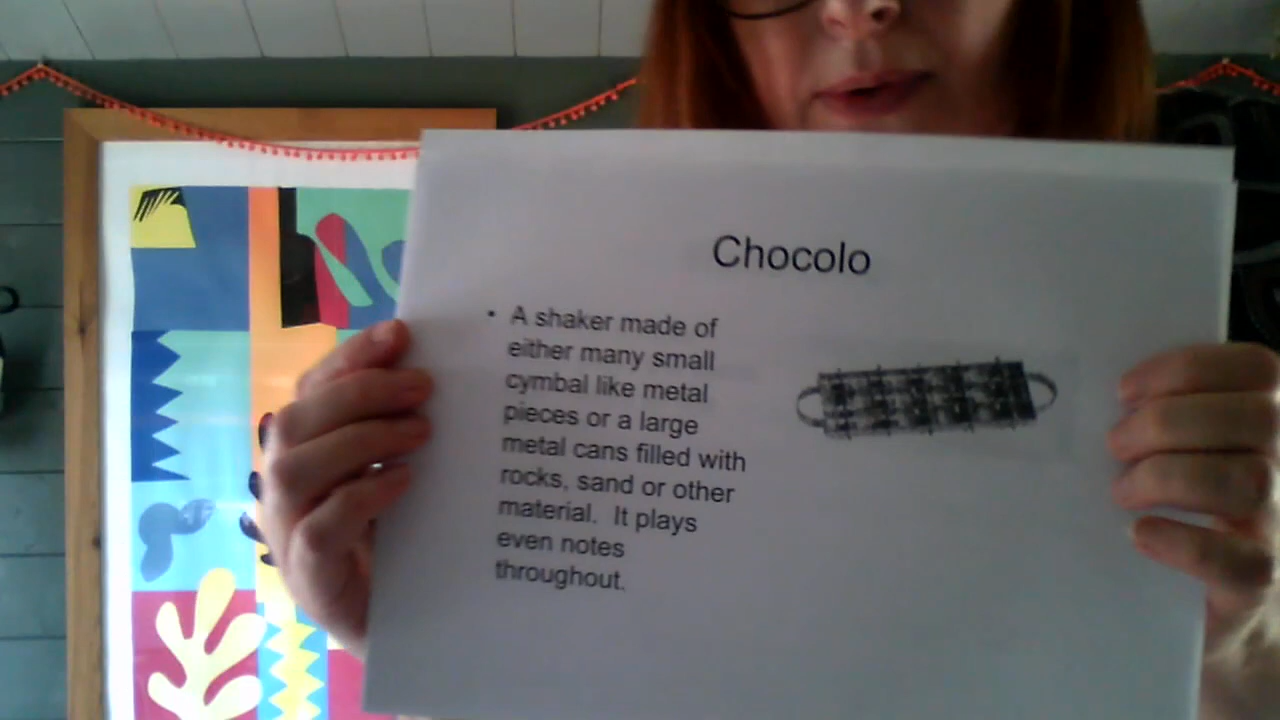 Chocolo
• A shaker made of
either many small
cymbal like metal
pieces or a large
metal cans filled with
rocks, sand or other
material. It plays
even notes
throughout.